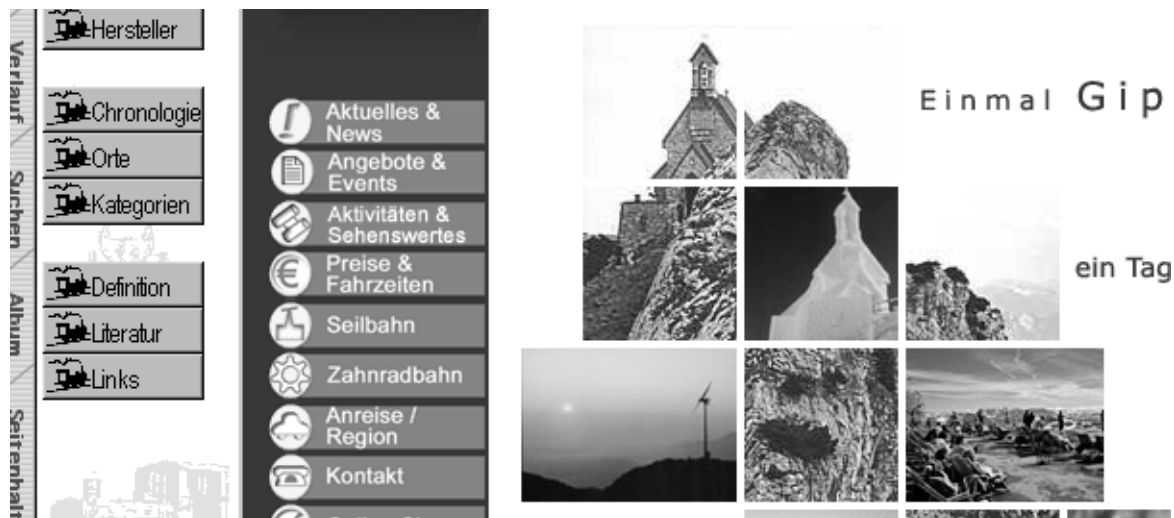 Verlauf
Suchen
Album
Seitenhalt
Hersteller
Chronologie
Orte
Kategorien
Definition
Literatur
Links
Aktuelles &
News
Angebote &
Events
Aktivitäten &
Sehenswertes
Preise &
Fahrzeiten
Seilbahn
Zahnradbahn
Anreise /
Region
Kontakt
Einmal Gip
ein Tag